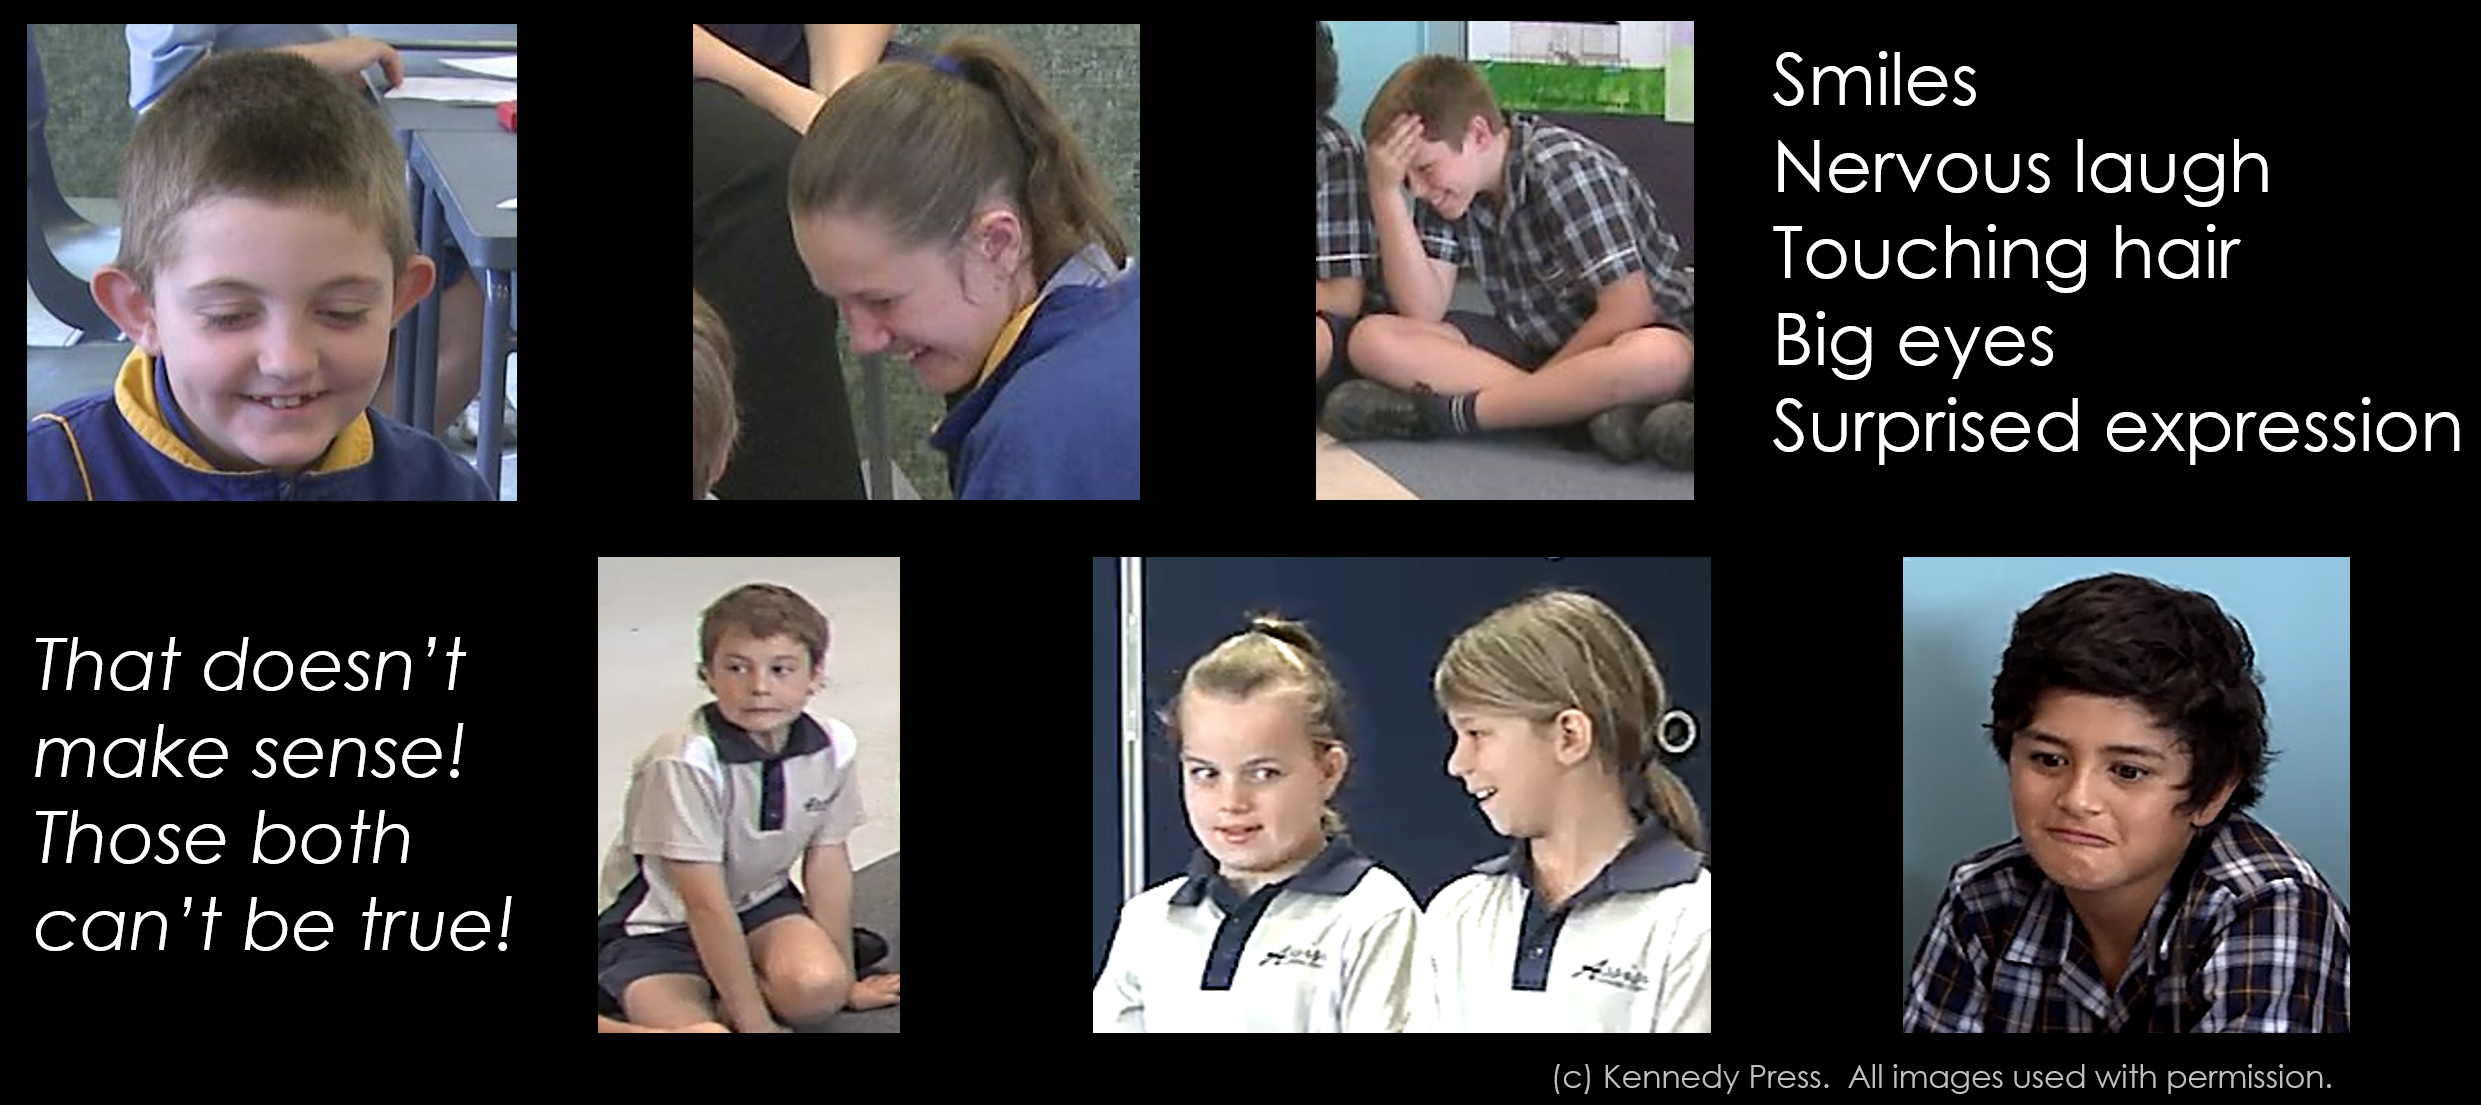 Smiles
Nervous laugh
Touching hair
Big eyes
Surprised expression
That doesn’t
make sense!
Those both
can’t be true!
(c) Kennedy Press.  All images used with permission.